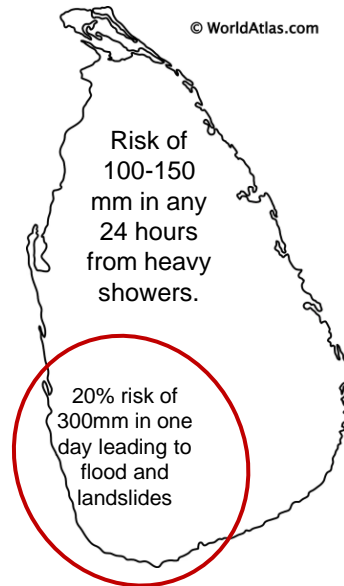 © WorldAtlas.com
Risk of
100-150
mm in any
24 hours
from heavy
showers.
20% risk of
300mm in one
day leading to
flood and
landslides